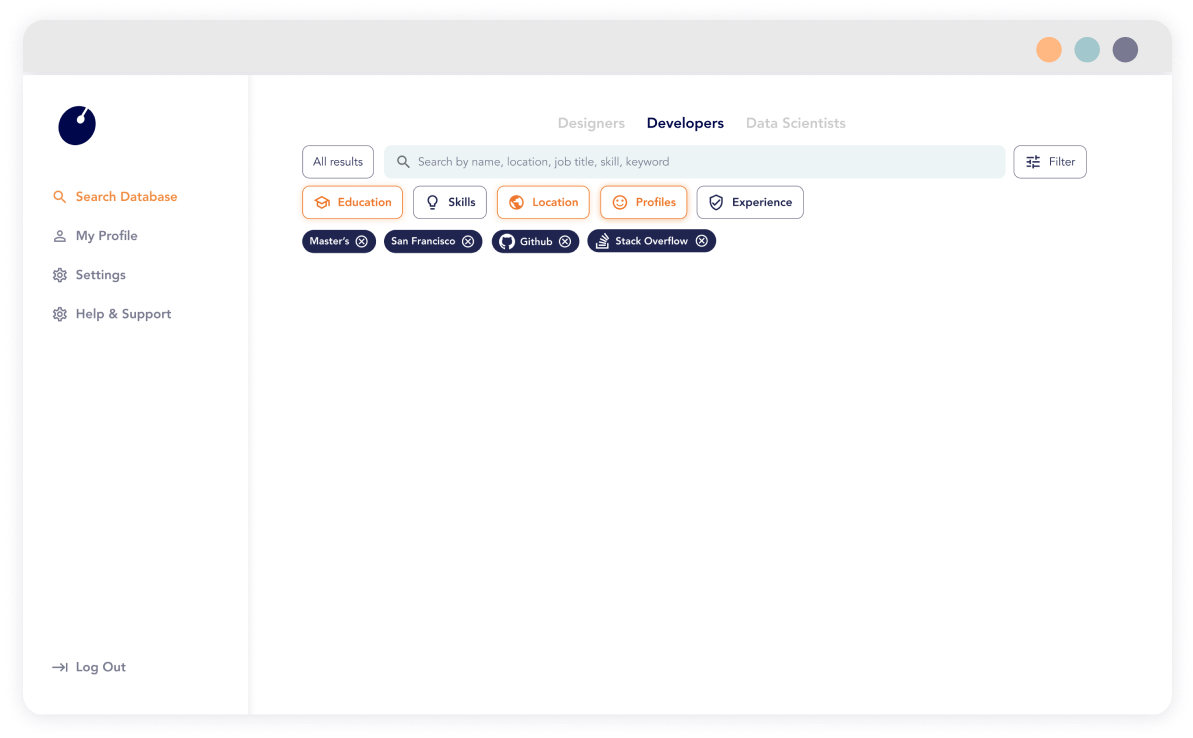 Designers Developers Data Scientists
All results Search by name, location, job title, skill, keyword Filter
Education Skills Location Profiles Experience
Master's San Francisco Github Stack Overflow
Search Database
My Profile
Settings
Help & Support
Log Out